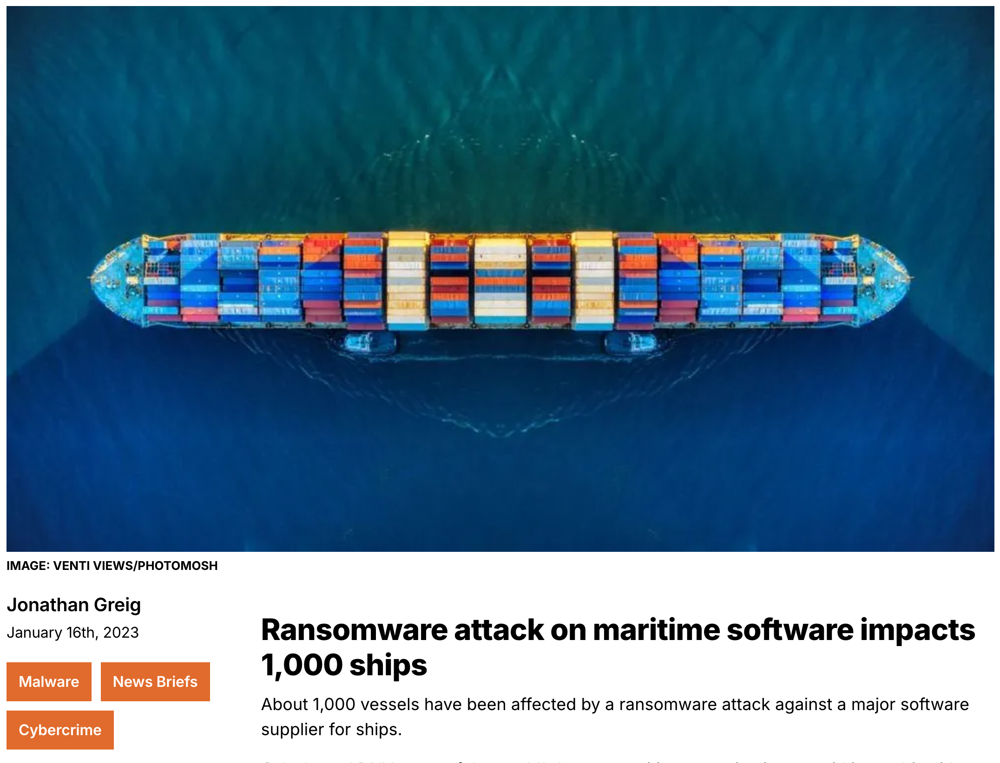 IMAGE: VENTI VIEWS/PHOTOMOSH
Jonathan Greig
January 16th, 2023
Malware
News Briefs
Cybercrime
Ransomware attack on maritime software impacts
1,000 ships
About 1,000 vessels have been affected by a ransomware attack against a major software
supplier for ships.